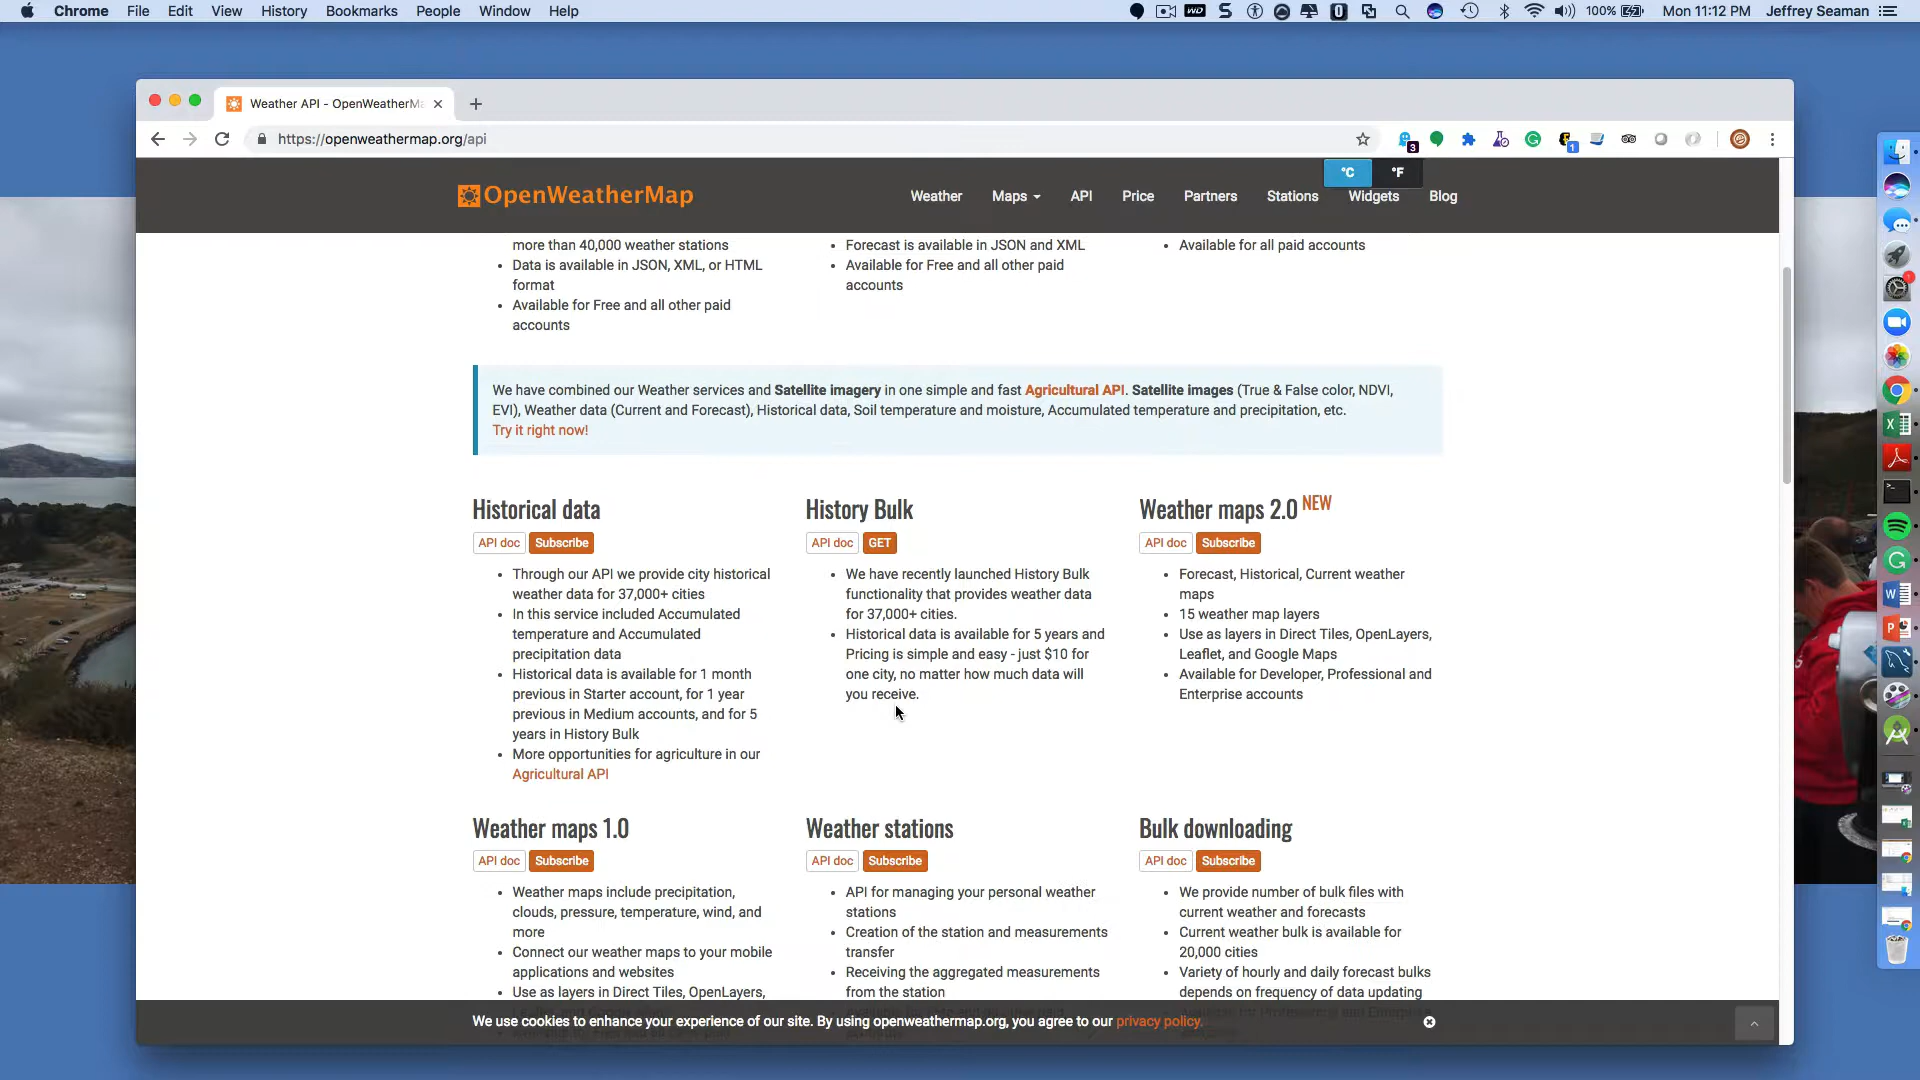 Chrome File Edit View History Bookmarks People Window Help
100% Mon 11:12 PM Jeffrey Seaman
Weather API - OpenWeatherMa
https://openweathermap.org/api
3
1
°C °F
OpenWeatherMap
Weather Maps API Price Partners Stations Widgets Blog
more than 40,000 weather stations
Data is available in JSON, XML, or HTML
format
Available for Free and all other paid
accounts
Forecast is available in JSON and XML
Available for Free and all other paid
accounts
Available for all paid accounts
We have combined our Weather services and Satellite imagery in one simple and fast Agricultural API. Satellite images (True & False color, NDVI,
EVI), Weather data (Current and Forecast), Historical data, Soil temperature and moisture, Accumulated temperature and precipitation, etc.
Try it right now!
Historical data
API doc Subscribe
Through our API we provide city historical
weather data for 37,000+ cities
In this service included Accumulated
temperature and Accumulated
precipitation data
Historical data is available for 1 month
previous in Starter account, for 1 year
previous in Medium accounts, and for 5
years in History Bulk
More opportunities for agriculture in our
Agricultural API
History Bulk
API doc GET
We have recently launched History Bulk
functionality that provides weather data
for 37,000+ cities.
Historical data is available for 5 years and
Pricing is simple and easy - just $10 for
one city, no matter how much data will
you receive.
Weather maps 2.0 NEW
API doc Subscribe
Forecast, Historical, Current weather
maps
15 weather map layers
Use as layers in Direct Tiles, OpenLayers,
Leaflet, and Google Maps
Available for Developer, Professional and
Enterprise accounts
Weather maps 1.0
API doc Subscribe
Weather maps include precipitation,
clouds, pressure, temperature, wind, and
more
Connect our weather maps to your mobile
applications and websites
Use as layers in Direct Tiles, OpenLayers,
Weather stations
API doc Subscribe
API for managing your personal weather
stations
Creation of the station and measurements
transfer
Receiving the aggregated measurements
from the station
Bulk downloading
API doc Subscribe
We provide number of bulk files with
current weather and forecasts
Current weather bulk is available for
20,000 cities
Variety of hourly and daily forecast bulks
depends on frequency of data updating
We use cookies to enhance your experience of our site. By using openweathermap.org, you agree to our privacy policy.